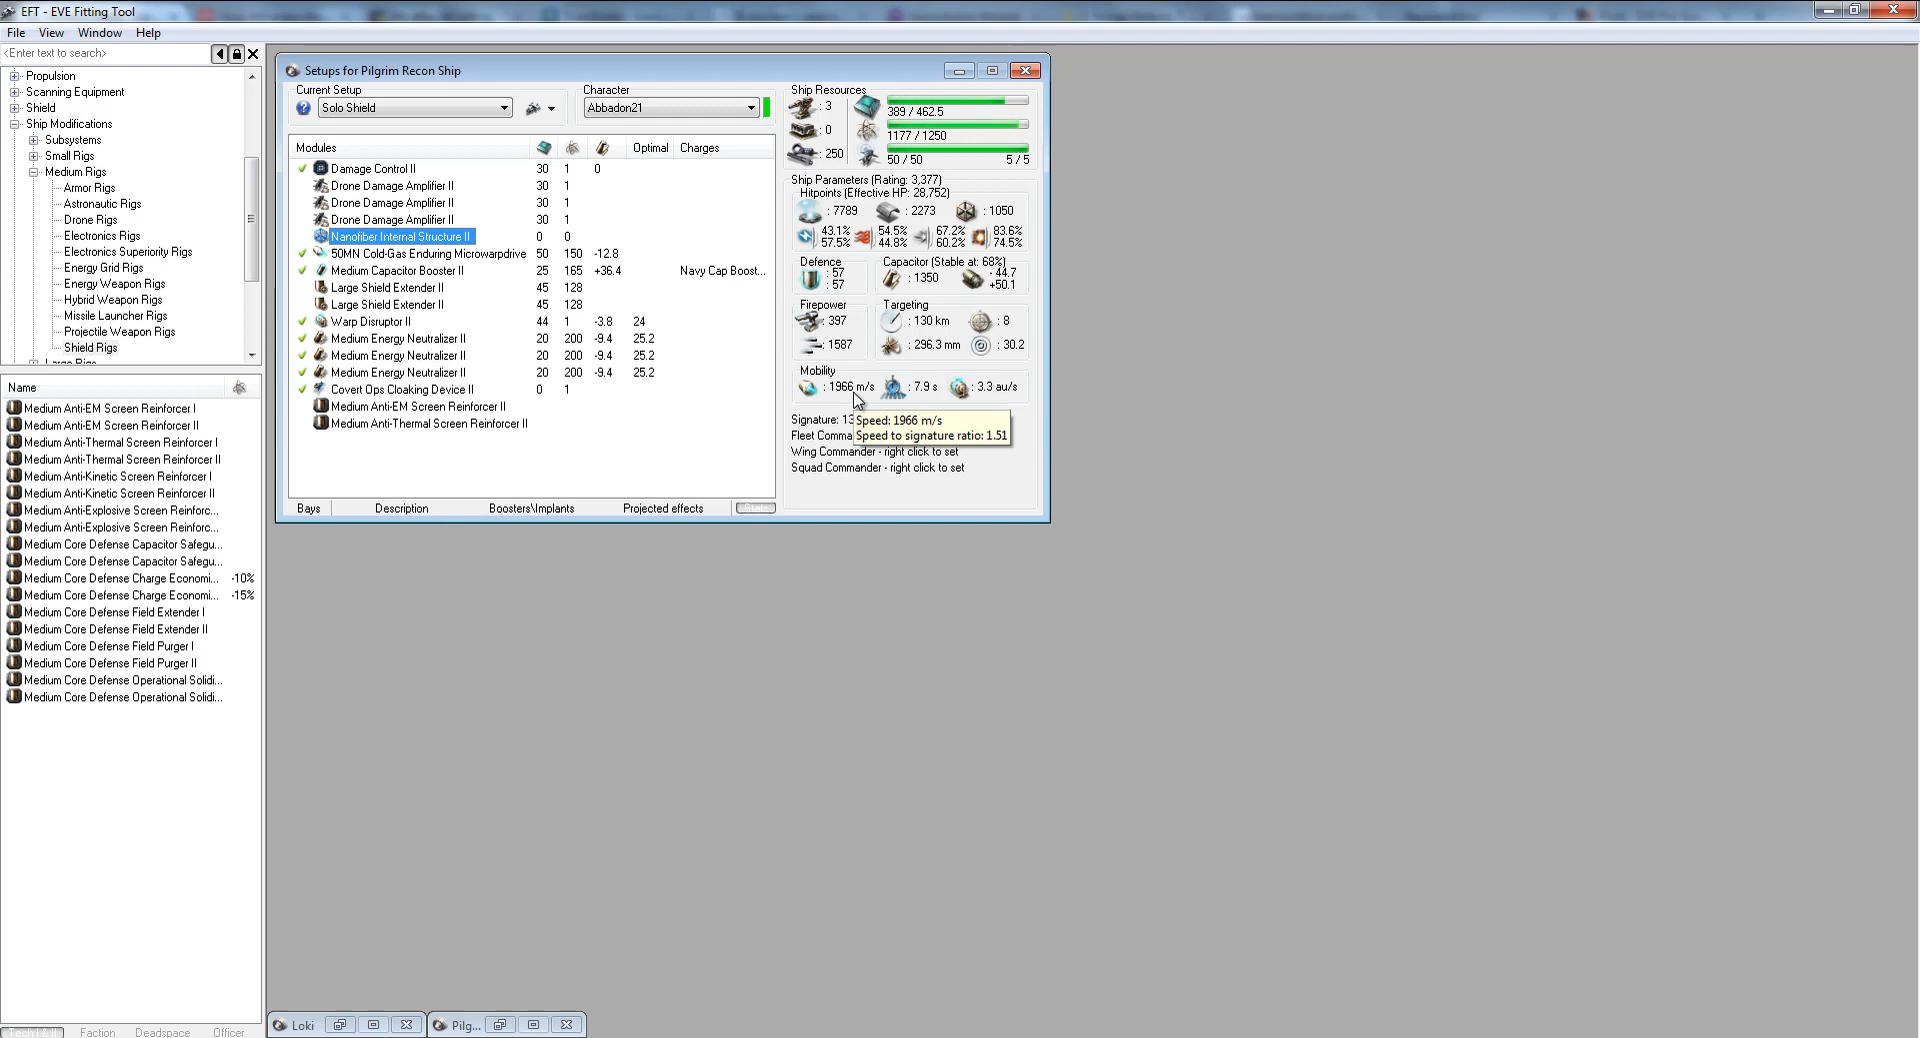 EFT - EVE Fitting Tool
File View Window Help
<Enter text to search>
Propulsion
Scanning Equipment
Shield
Ship Modifications
Subsystems
Small Rigs
Medium Rigs
Armor Rigs
Astronautic Rigs
Drone Rigs
Electronics Rigs
Electronics Superiority Rigs
Energy Grid Rigs
Energy Weapon Rigs
Hybrid Weapon Rigs
Missile Launcher Rigs
Projectile Weapon Rigs
Shield Rigs
Large Rigs
Name
Medium Anti-EM Screen Reinforcer I
Medium Anti-EM Screen Reinforcer II
Medium Anti-Thermal Screen Reinforcer I
Medium Anti-Thermal Screen Reinforcer II
Medium Anti-Kinetic Screen Reinforcer I
Medium Anti-Kinetic Screen Reinforcer II
Medium Anti-Explosive Screen Reinforc...
Medium Anti-Explosive Screen Reinforc...
Medium Core Defense Capacitor Safegu...
Medium Core Defense Capacitor Safegu...
Medium Core Defense Charge Economi... -10%
Medium Core Defense Charge Economi... -15%
Medium Core Defense Field Extender I
Medium Core Defense Field Extender II
Medium Core Defense Field Purger I
Medium Core Defense Field Purger II
Medium Core Defense Operational Solidi...
Medium Core Defense Operational Solidi...
Tech I & II Faction Deadspace Officer
Setups for Pilgrim Recon Ship
Current Setup
Solo Shield
Character
Abbadon21
Modules Optimal Charges
Damage Control II 30 1 0
Drone Damage Amplifier II 30 1
Drone Damage Amplifier II 30 1
Drone Damage Amplifier II 30 1
Nanofiber Internal Structure II 0 0
50MN Cold-Gas Enduring Microwarpdrive 50 150 -12.8
Medium Capacitor Booster II 25 165 +36.4 Navy Cap Boost...
Large Shield Extender II 45 128
Large Shield Extender II 45 128
Warp Disruptor II 44 1 -3.8 24
Medium Energy Neutralizer II 20 200 -9.4 25.2
Medium Energy Neutralizer II 20 200 -9.4 25.2
Medium Energy Neutralizer II 20 200 -9.4 25.2
Covert Ops Cloaking Device II 0 1
Medium Anti-EM Screen Reinforcer II
Medium Anti-Thermal Screen Reinforcer II
Bays Description Boosters\Implants Projected effects Stats
Ship Resources
: 3 389 / 462.5
: 0 1177 / 1250
: 250 50 / 50 5 / 5
Ship Parameters (Rating: 3,377)
Hitpoints (Effective HP: 28,752)
: 7789 : 2273 : 1050
43.1% 54.5% 67.2% 83.6%
57.5% 44.8% 60.2% 74.5%
Defence
: 57
: 57
Capacitor (Stable at: 68%)
: 1350 - 44.7
+50.1
Firepower
: 397
: 1587
Targeting
: 130 km : 8
: 296.3 mm : 30.2
Mobility
: 1966 m/s : 7.9 s : 3.3 au/s
Signature: 13
Speed: 1966 m/s
Speed to signature ratio: 1.51
Fleet Comma
Wing Commander - right click to set
Squad Commander - right click to set
Loki
Pilg...